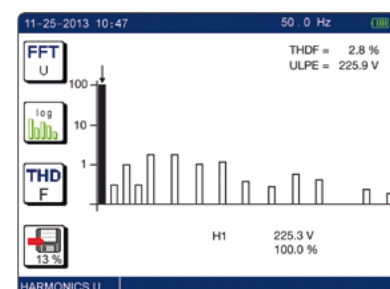 11-25-2013 10:47 50.0 Hz
FFT
U
THDF = 2.8 %
ULPE = 225.9 V
100
log
10
1
THD
F
H1 225.3 V
100.0 %
13 %
HARMONICS U